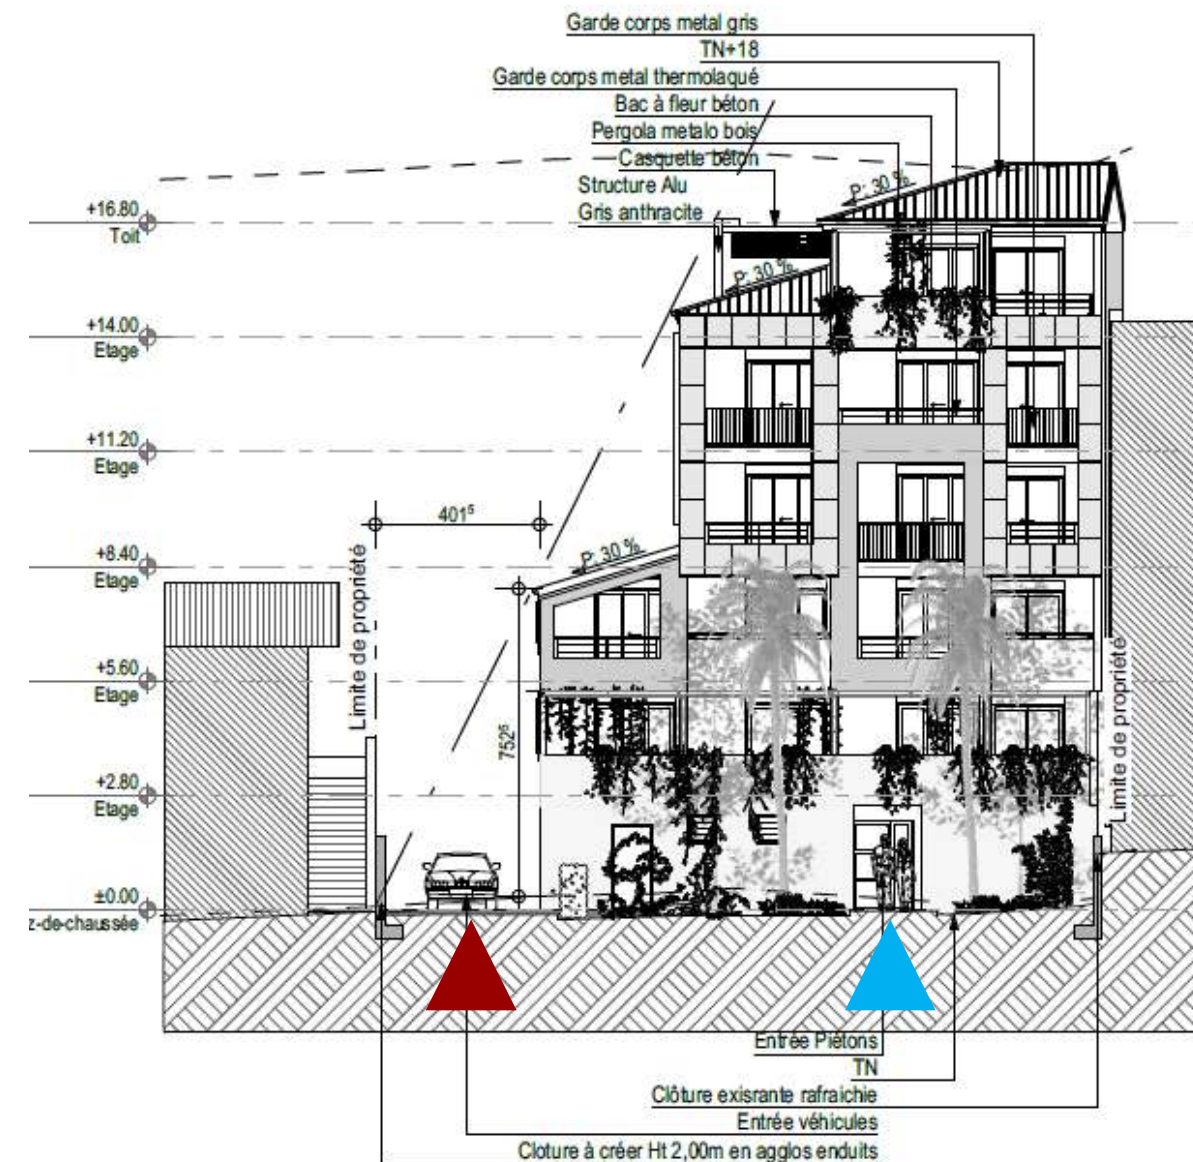 Garde corps metal gris
TN+18
Garde corps metal thermolaqué
Bac à fleur béton
Pergola metalo bois
Casquette béton
Structure Alu
Gris anthracite
P: 30 %
+16.80
Toit
P: 30 %
+14.00
Etage
+11.20
Etage
401⁵
+8.40
Etage
P: 30 %
Limite de propriété
+5.60
Etage
752⁵
Limite de propriété
+2.80
Etage
±0.00
z-de-chaussée
Entrée Piétons
TN
Clôture exisrante rafraichie
Entrée véhicules
Cloture à créer Ht 2,00m en agglos enduits